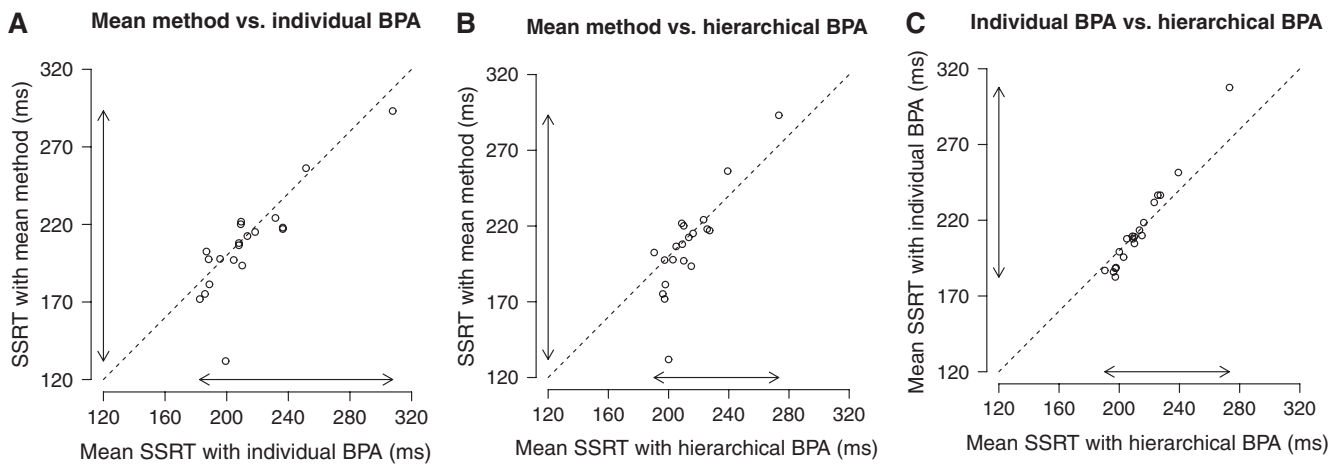 A
Mean method vs. individual BPA
SSRT with mean method (ms)
320
270
220
170
120
120
160
200
240
280
320
Mean SSRT with individual BPA (ms)
B
Mean method vs. hierarchical BPA
SSRT with mean method (ms)
320
270
220
170
120
120
160
200
240
280
320
Mean SSRT with hierarchical BPA (ms)
C
Individual BPA vs. hierarchical BPA
Mean SSRT with individual BPA (ms)
320
270
220
170
120
120
160
200
240
280
320
Mean SSRT with hierarchical BPA (ms)